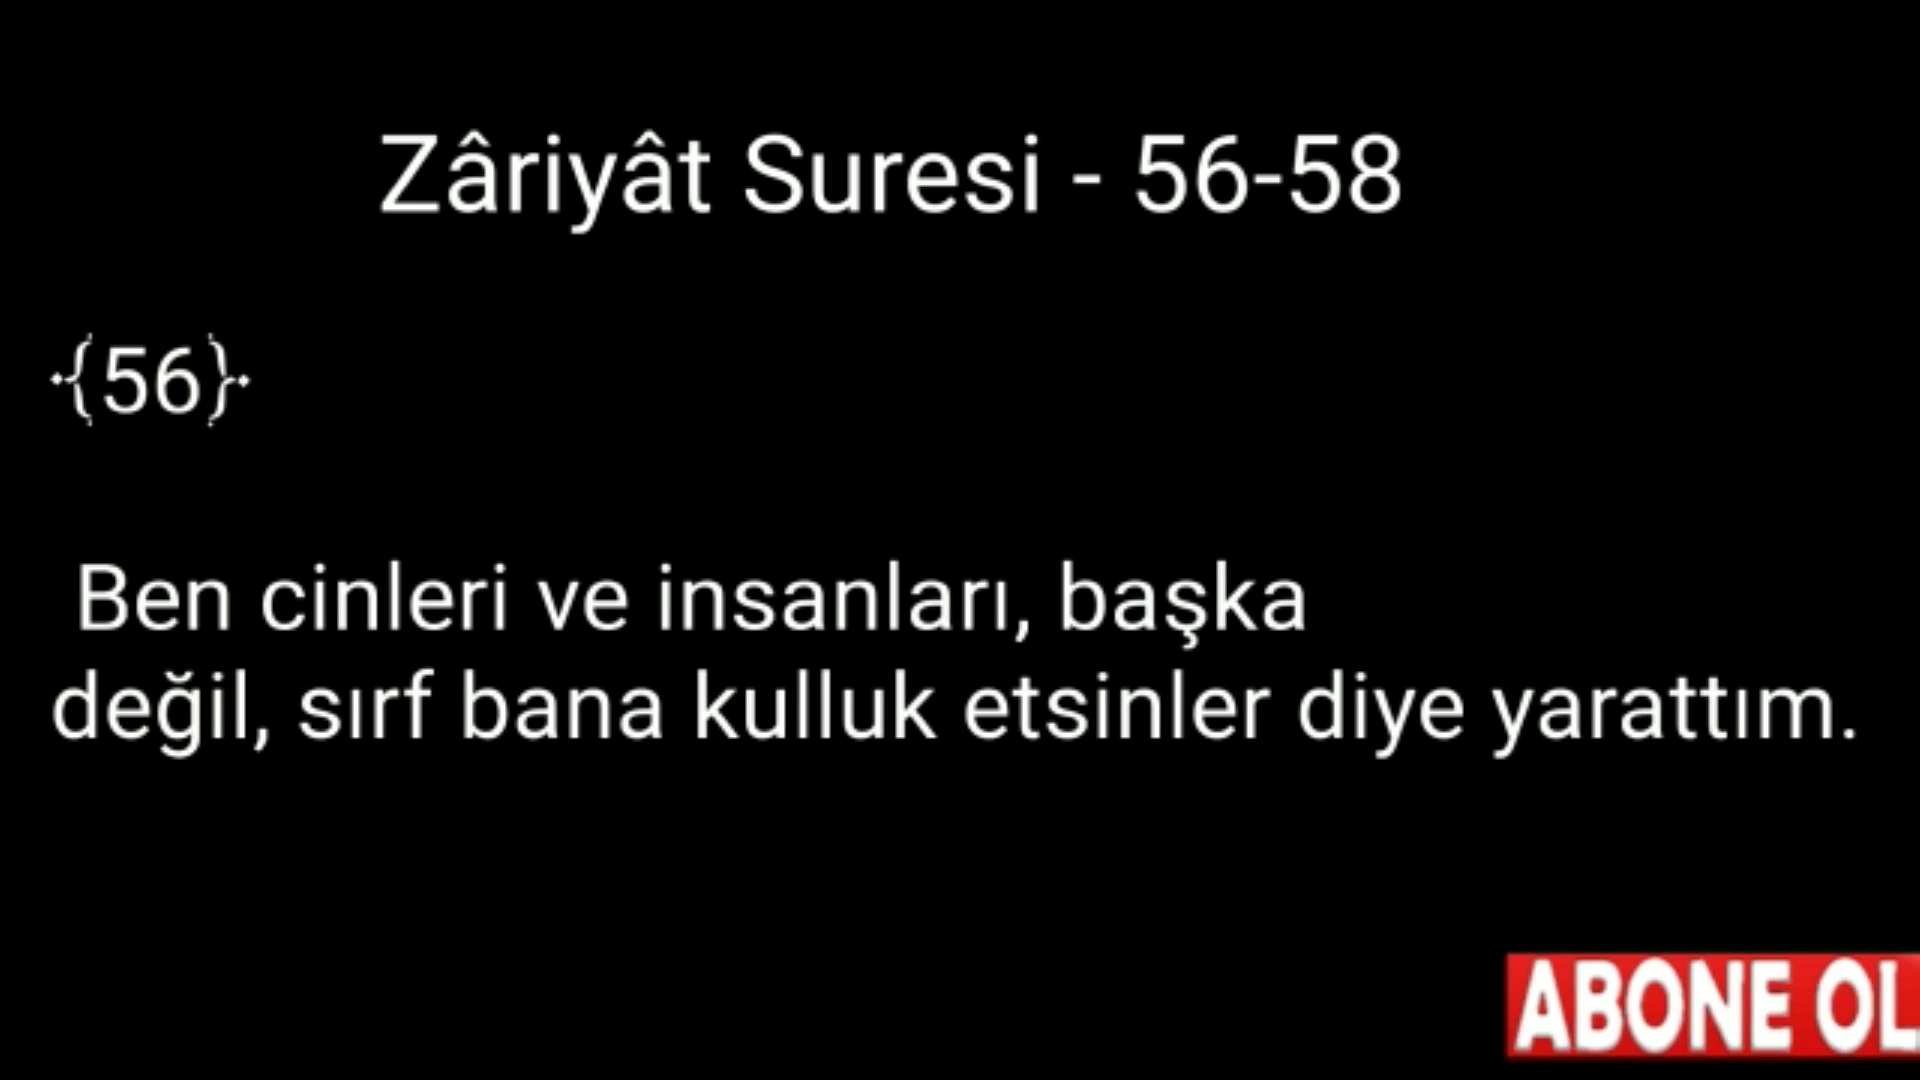 Zâriyât Suresi - 56-58
﴾56﴿
Ben cinleri ve insanları, başka
değil, sırf bana kulluk etsinler diye yarattım.
ABONE OL